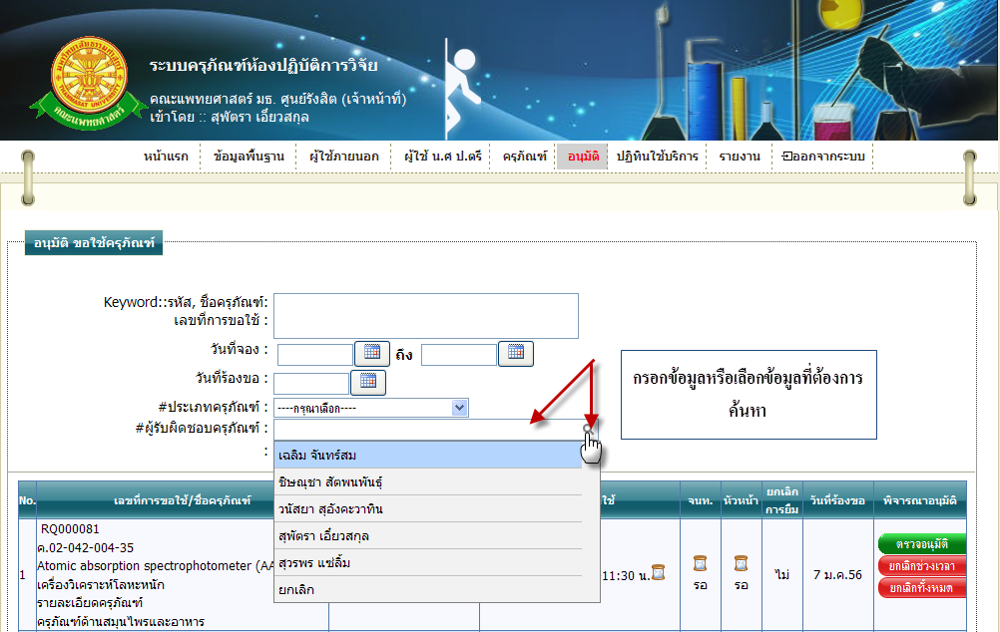 ระบบครุภัณฑ์ห้องปฏิบัติการวิจัย
คณะแพทยศาสตร์ มธ. ศูนย์รังสิต (เจ้าหน้าที่)
เข้าโดย :: สุพัตรา เอี่ยวสกุล
คณะแพทยศาสตร์
หน้าแรก ข้อมูลพื้นฐาน ผู้ใช้ภายนอก ผู้ใช้ น.ศ ป.ตรี ครุภัณฑ์ อนุมัติ ปฏิทินใช้บริการ รายงาน ออกจากระบบ
อนุมัติ ขอใช้ครุภัณฑ์
Keyword::รหัส, ชื่อครุภัณฑ์:
เลขที่การขอใช้ :
วันที่จอง : ถึง
วันที่ร้องขอ :
#ประเภทครุภัณฑ์ : ----กรุณาเลือก----
#ผู้รับผิดชอบครุภัณฑ์ :
:
กรอกข้อมูลหรือเลือกข้อมูลที่ต้องการ
ค้นหา
เฉลิม จันทร์สม
ชิษณุชา สัตพนพันธุ์
วนัสยา สุอังคะวาทิน
สุพัตรา เอี่ยวสกุล
สุวรพร แซ่ลิ้ม
ยกเลิก
No. เลขที่การขอใช้/ชื่อครุภัณฑ์ ใช้ จนท. หัวหน้า ยกเลิก การยืม วันที่ร้องขอ พิจารณาอนุมัติ
1 RQ000081
ค.02-042-004-35
Atomic absorption spectrophotometer (AA
เครื่องวิเคราะห์โลหะหนัก
รายละเอียดครุภัณฑ์
ครุภัณฑ์ด้านสมุนไพรและอาหาร
11:30 น. รอ รอ ไม่ 7 ม.ค.56
ตรวจอนุมัติ
ยกเลิกช่วงเวลา
ยกเลิกทั้งหมด